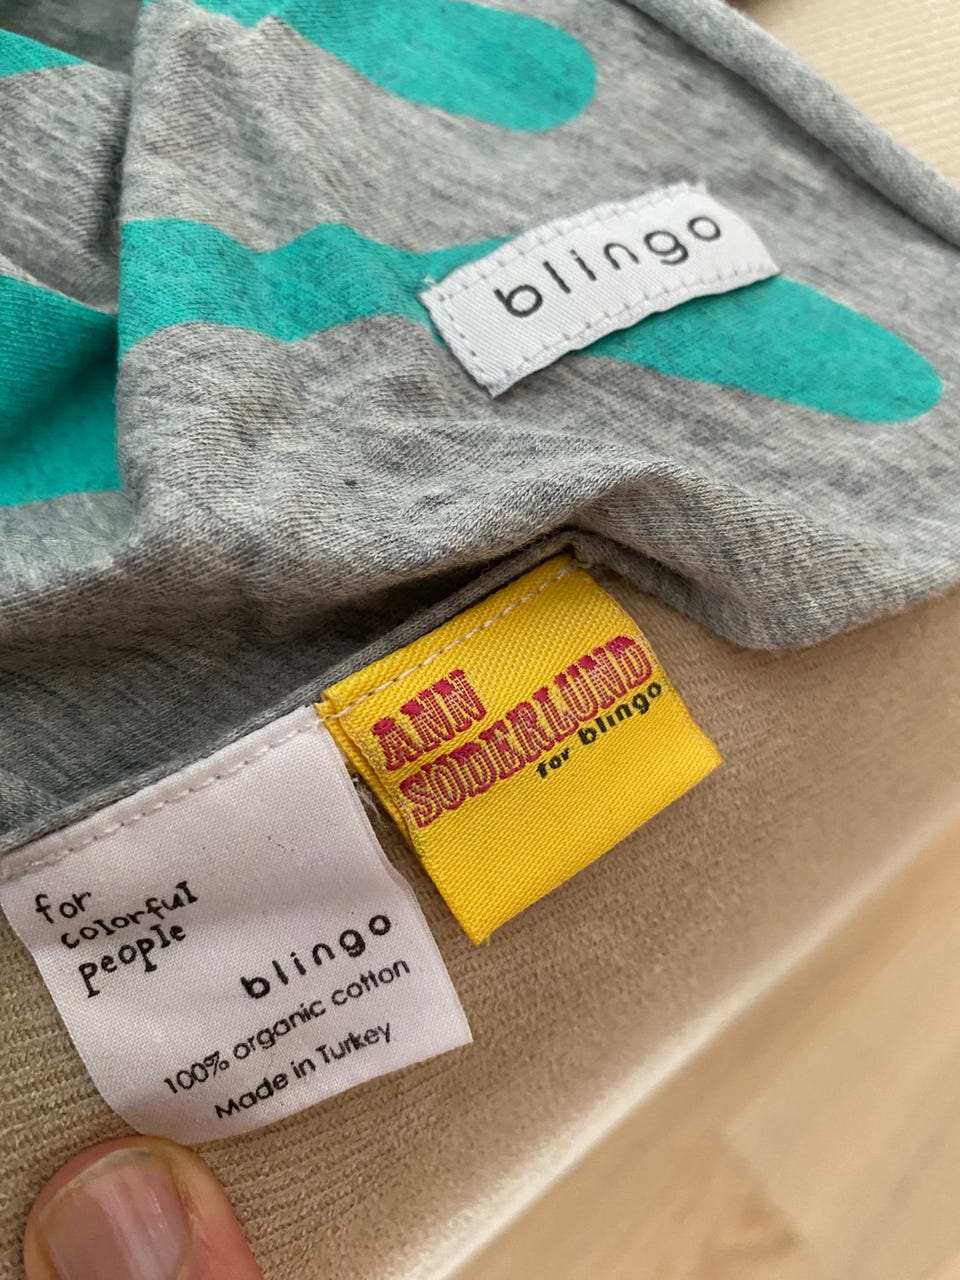 blingo
ANN
SODERLUND
for blingo
for
colorful
people
blingo
100% organic cotton
Made in Turkey